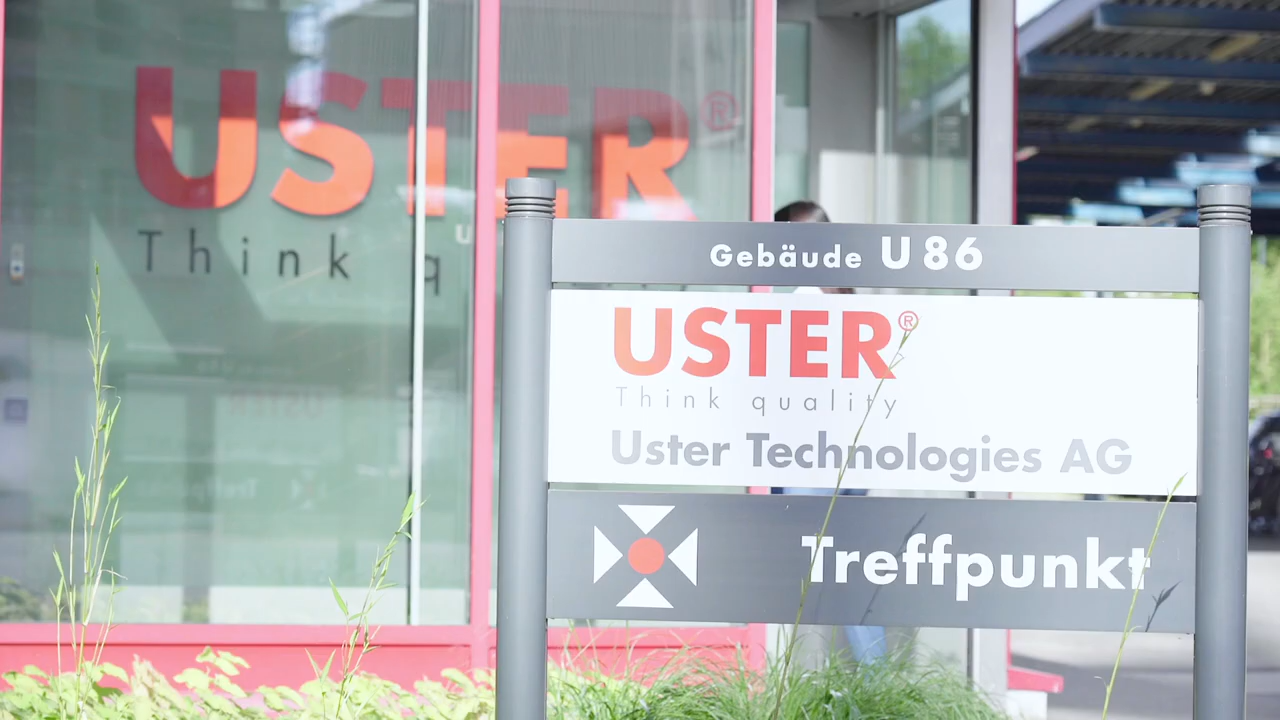 USTER®
Think q
Gebäude U 86
USTER®
Think quality
Uster Technologies AG
Treffpunkt